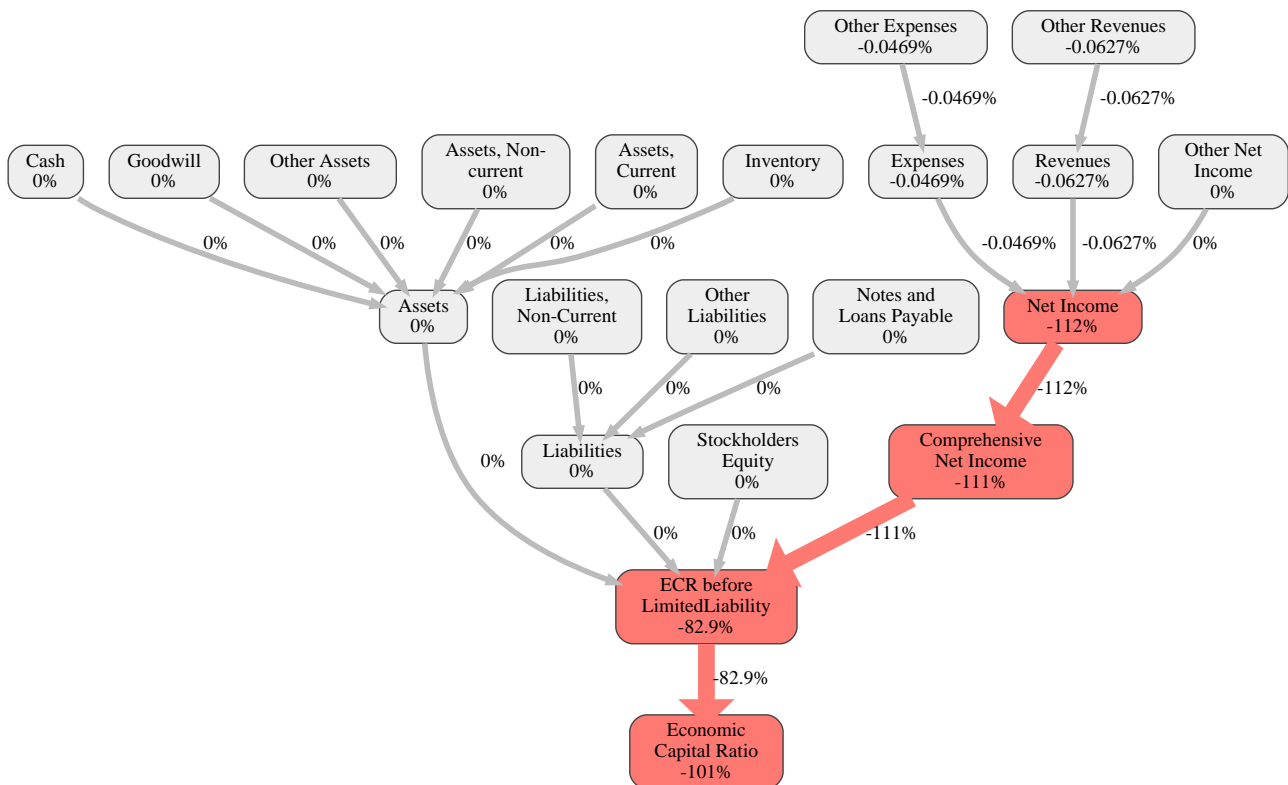 Other Expenses
-0.0469%
Other Revenues
-0.0627%
-0.0469%
-0.0627%
Cash
0%
Goodwill
0%
Other Assets
0%
Assets, Non-
current
0%
Assets,
Current
0%
Inventory
0%
Expenses
-0.0469%
Revenues
-0.0627%
Other Net
Income
0%
0%
0%
0%
0%
0%
0%
-0.0469%
-0.0627%
0%
Assets
0%
Liabilities,
Non-Current
0%
Other
Liabilities
0%
Notes and
Loans Payable
0%
Net Income
-112%
0%
0%
0%
-112%
Liabilities
0%
Stockholders
Equity
0%
Comprehensive
Net Income
-111%
0%
0%
0%
-111%
ECR before
LimitedLiability
-82.9%
-82.9%
Economic
Capital Ratio
-101%